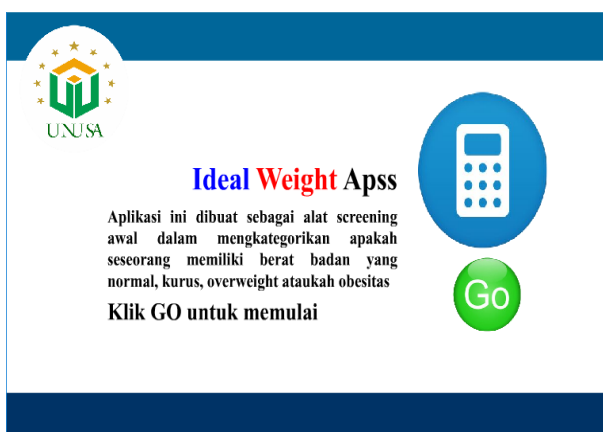 UNUSA
Ideal Weight Apss
Aplikasi ini dibuat sebagai alat screening
awal dalam mengkategorikan apakah
seseorang memiliki berat badan yang
normal, kurus, overweight ataukah obesitas
Klik GO untuk memulai
Go